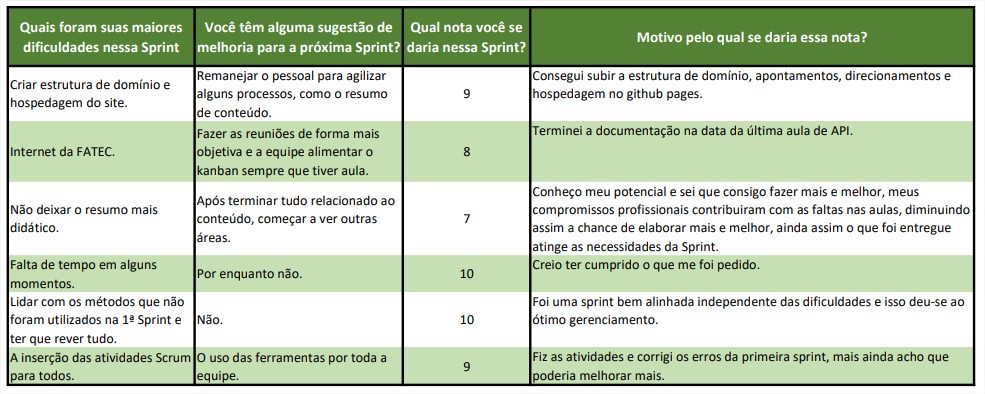 Quais foram suas maiores
dificuldades nessa Sprint
Você têm alguma sugestão de
melhoria para a próxima Sprint?
Qual nota você se
daria nessa Sprint?
Motivo pelo qual se daria essa nota?
Criar estrutura de domínio e
hospedagem do site.
Remanejar o pessoal para agilizar
alguns processos, como o resumo
de conteúdo.
9
Consegui subir a estrutura de domínio, apontamentos, direcionamentos e
hospedagem no github pages.
Internet da FATEC.
Fazer as reuniões de forma mais
objetiva e a equipe alimentar o
kanban sempre que tiver aula.
8
Terminei a documentação na data da última aula de API.
Não deixar o resumo mais
didático.
Após terminar tudo relacionado ao
conteúdo, começar a ver outras
áreas.
7
Conheço meu potencial e sei que consigo fazer mais e melhor, meus
compromissos profissionais contribuiram com as faltas nas aulas, diminuindo
assim a chance de elaborar mais e melhor, ainda assim o que foi entregue
atinge as necessidades da Sprint.
Falta de tempo em alguns
momentos.
Por enquanto não.
10
Creio ter cumprido o que me foi pedido.
Lidar com os métodos que não
foram utilizados na 1ª Sprint e
ter que rever tudo.
Não.
10
Foi uma sprint bem alinhada independente das dificuldades e isso deu-se ao
ótimo gerenciamento.
A inserção das atividades Scrum
para todos.
O uso das ferramentas por toda a
equipe.
9
Fiz as atividades e corrigi os erros da primeira sprint, mais ainda acho que
poderia melhorar mais.